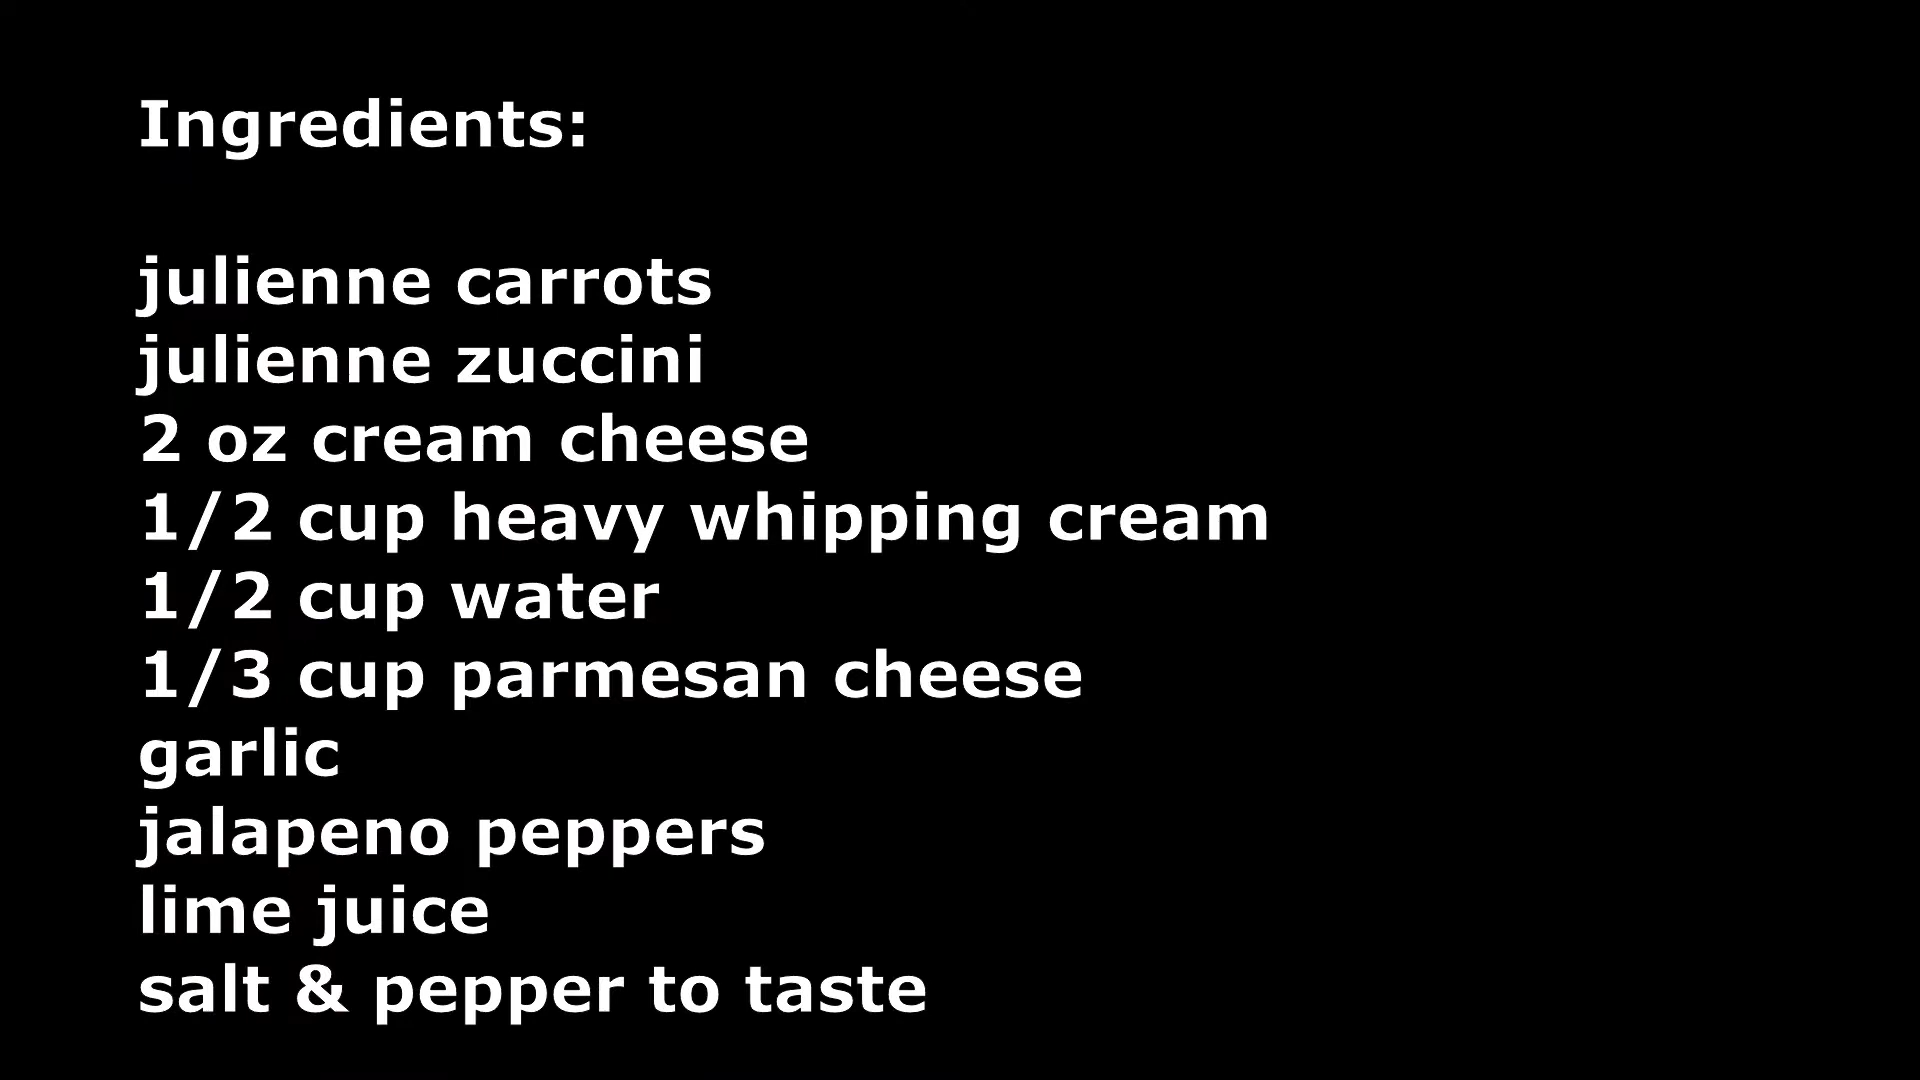 Ingredients:
julienne carrots
julienne zuccini
2 oz cream cheese
1/2 cup heavy whipping cream
1/2 cup water
1/3 cup parmesan cheese
garlic
jalapeno peppers
lime juice
salt & pepper to taste